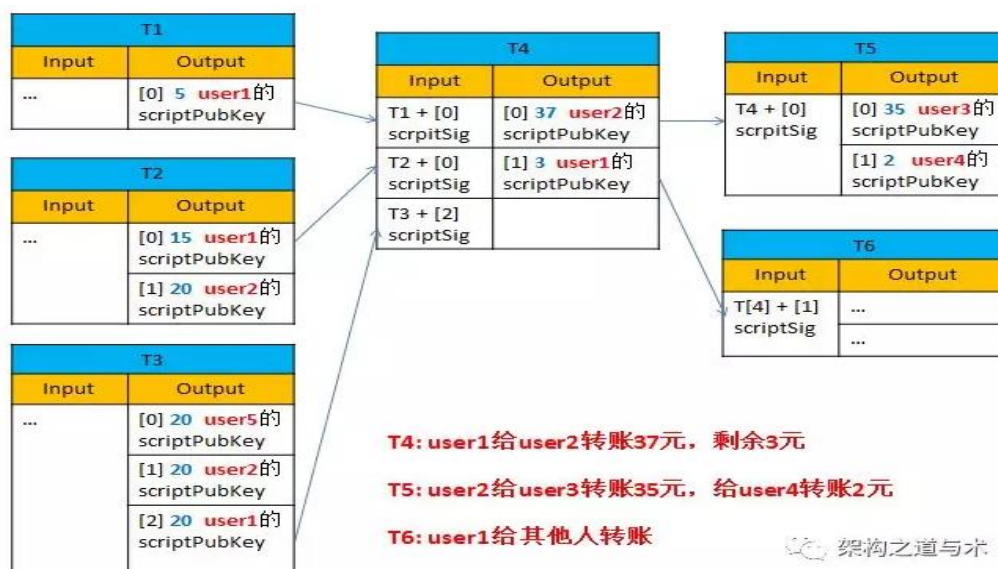 T1
Input Output
... [0] 5 user1的
scriptPubKey
T2
Input Output
... [0] 15 user1的
scriptPubKey
[1] 20 user2的
scriptPubKey
T3
Input Output
... [0] 20 user5的
scriptPubKey
[1] 20 user2的
scriptPubKey
[2] 20 user1的
scriptPubKey
T4
Input Output
T1 + [0] [0] 37 user2的
scrpitSig scriptPubKey
T2 + [0] [1] 3 user1的
scriptSig scriptPubKey
T3 + [2]
scriptSig
T5
Input Output
T4 + [0] [0] 35 user3的
scrpitSig scriptPubKey
[1] 2 user4的
scriptPubKey
T6
Input Output
T[4] + [1] ...
scriptSig ...
T4: user1给user2转账37元，剩余3元
T5: user2给user3转账35元，给user4转账2元
T6: user1给其他人转账
架构之道与术